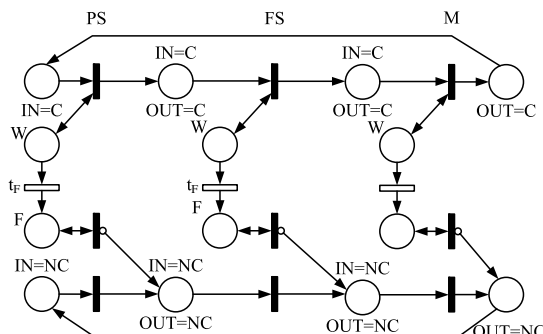 PS FS M
IN=C IN=C
IN=C OUT=C OUT=C OUT=C
W W W
tF tF
F F
IN=NC IN=NC IN=NC
OUT=NC OUT=NC OUT=NC